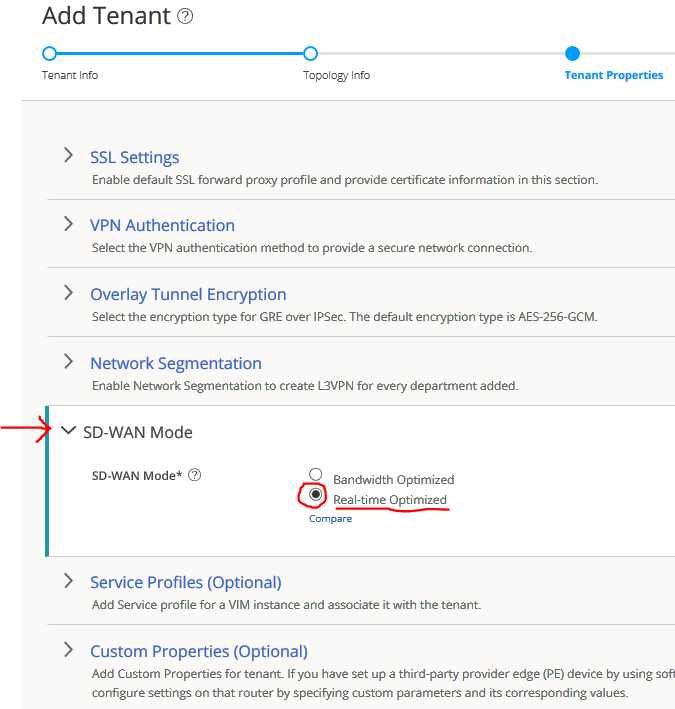 Add Tenant ?
Tenant Info
Topology Info
Tenant Properties
SSL Settings
Enable default SSL forward proxy profile and provide certificate information in this section.
VPN Authentication
Select the VPN authentication method to provide a secure network connection.
Overlay Tunnel Encryption
Select the encryption type for GRE over IPSec. The default encryption type is AES-256-GCM.
Network Segmentation
Enable Network Segmentation to create L3VPN for every department added.
SD-WAN Mode
SD-WAN Mode* ?
Bandwidth Optimized
Real-time Optimized
Compare
Service Profiles (Optional)
Add Service profile for a VIM instance and associate it with the tenant.
Custom Properties (Optional)
Add Custom Properties for tenant. If you have set up a third-party provider edge (PE) device by using soft
configure settings on that router by specifying custom parameters and its corresponding values.